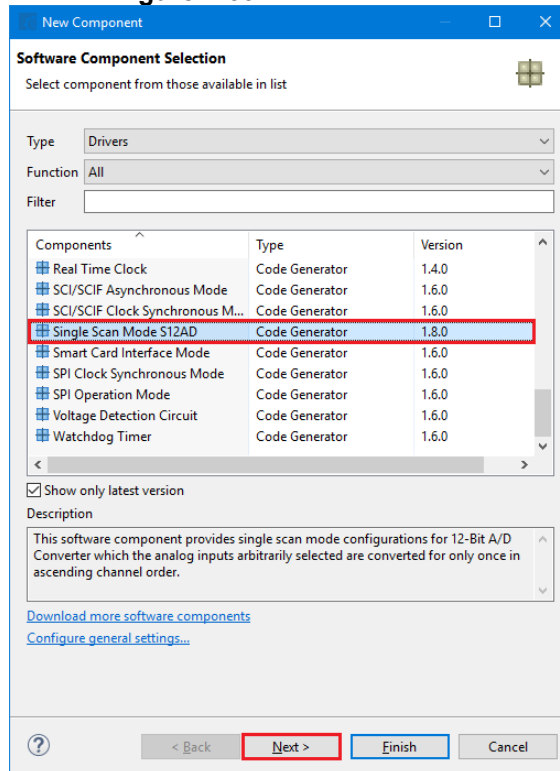 New Component
Software Component Selection
Select component from those available in list
Type Drivers
Function All
Filter
Components Type Version
Real Time Clock Code Generator 1.4.0
SCI/SCIF Asynchronous Mode Code Generator 1.6.0
SCI/SCIF Clock Synchronous M... Code Generator 1.6.0
Single Scan Mode S12AD Code Generator 1.8.0
Smart Card Interface Mode Code Generator 1.6.0
SPI Clock Synchronous Mode Code Generator 1.6.0
SPI Operation Mode Code Generator 1.6.0
Voltage Detection Circuit Code Generator 1.6.0
Watchdog Timer Code Generator 1.6.0
Show only latest version
Description
This software component provides single scan mode configurations for 12-Bit A/D
Converter which the analog inputs arbitrarily selected are converted for only once in
ascending channel order.
Download more software components
Configure general settings...
? < Back Next > Finish Cancel